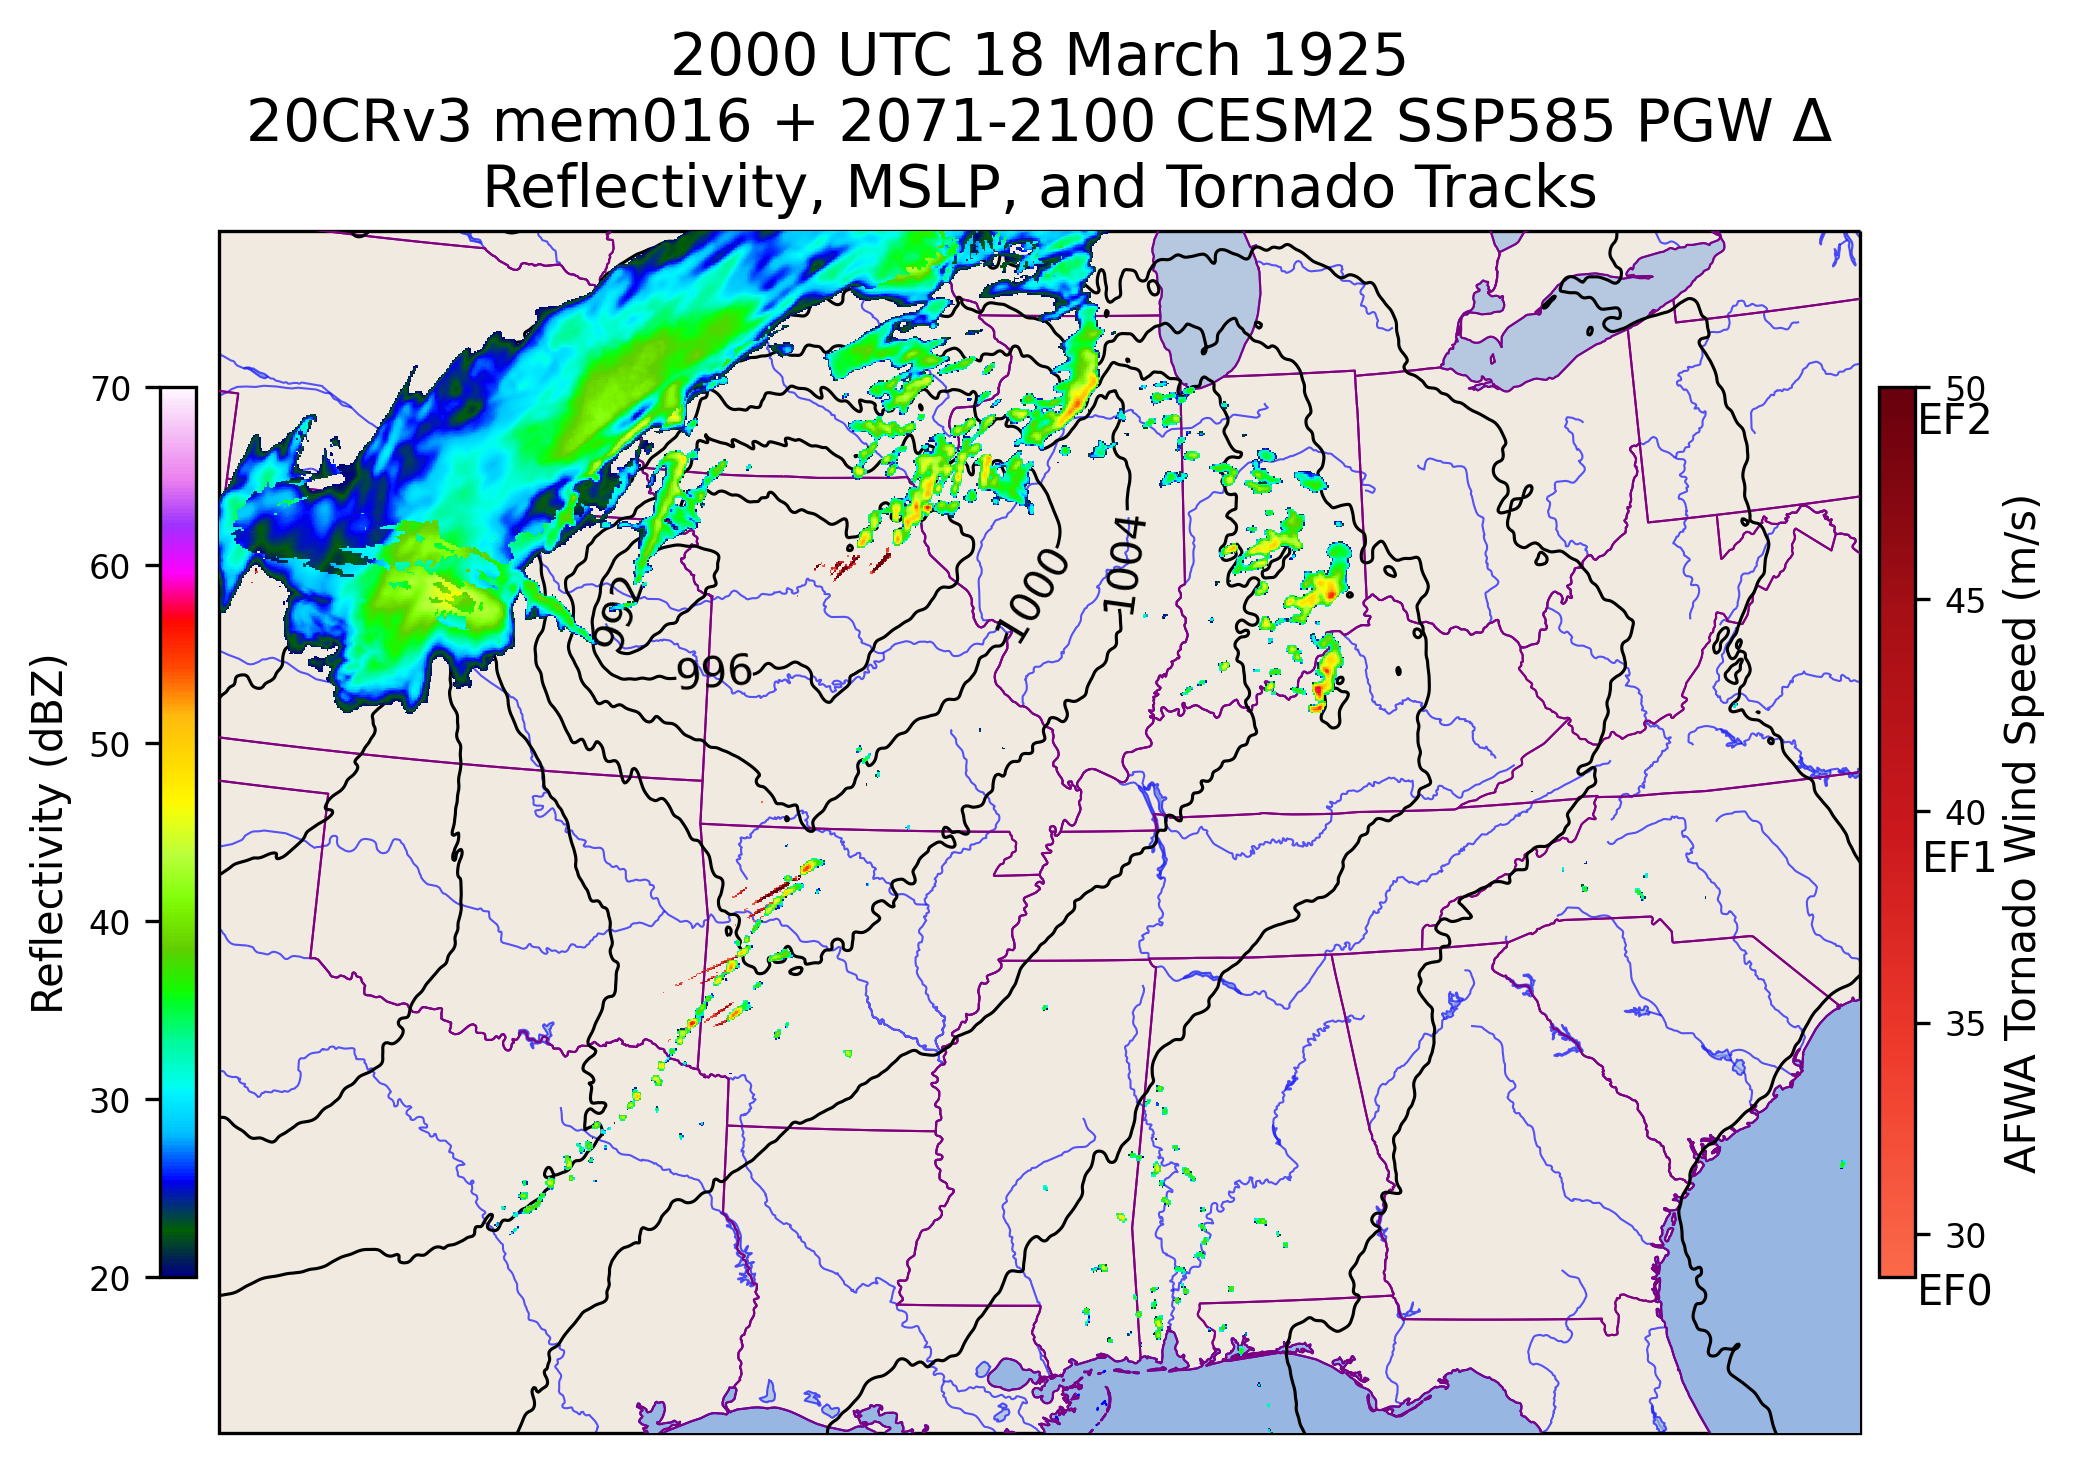 2000 UTC 18 March 1925
20CRv3 mem016 + 2071-2100 CESM2 SSP585 PGW Δ
Reflectivity, MSLP, and Tornado Tracks
Reflectivity (dBZ)
70
60
50
40
30
20
992
996
1000
1004
50
EF2
45
40
EF1
35
30
EF0
AFWA Tornado Wind Speed (m/s)